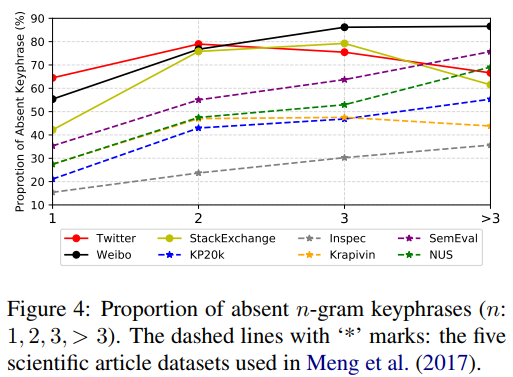 Proportion of Absent Keyphrase (%)
90
80
70
60
50
40
30
20
10
1 2 3 >3
Twitter StackExchange Inspec SemEval
Weibo KP20k Krapivin NUS
Figure 4: Proportion of absent n-gram keyphrases (n:
1, 2, 3, > 3). The dashed lines with ‘*’ marks: the five
scientific article datasets used in Meng et al. (2017).